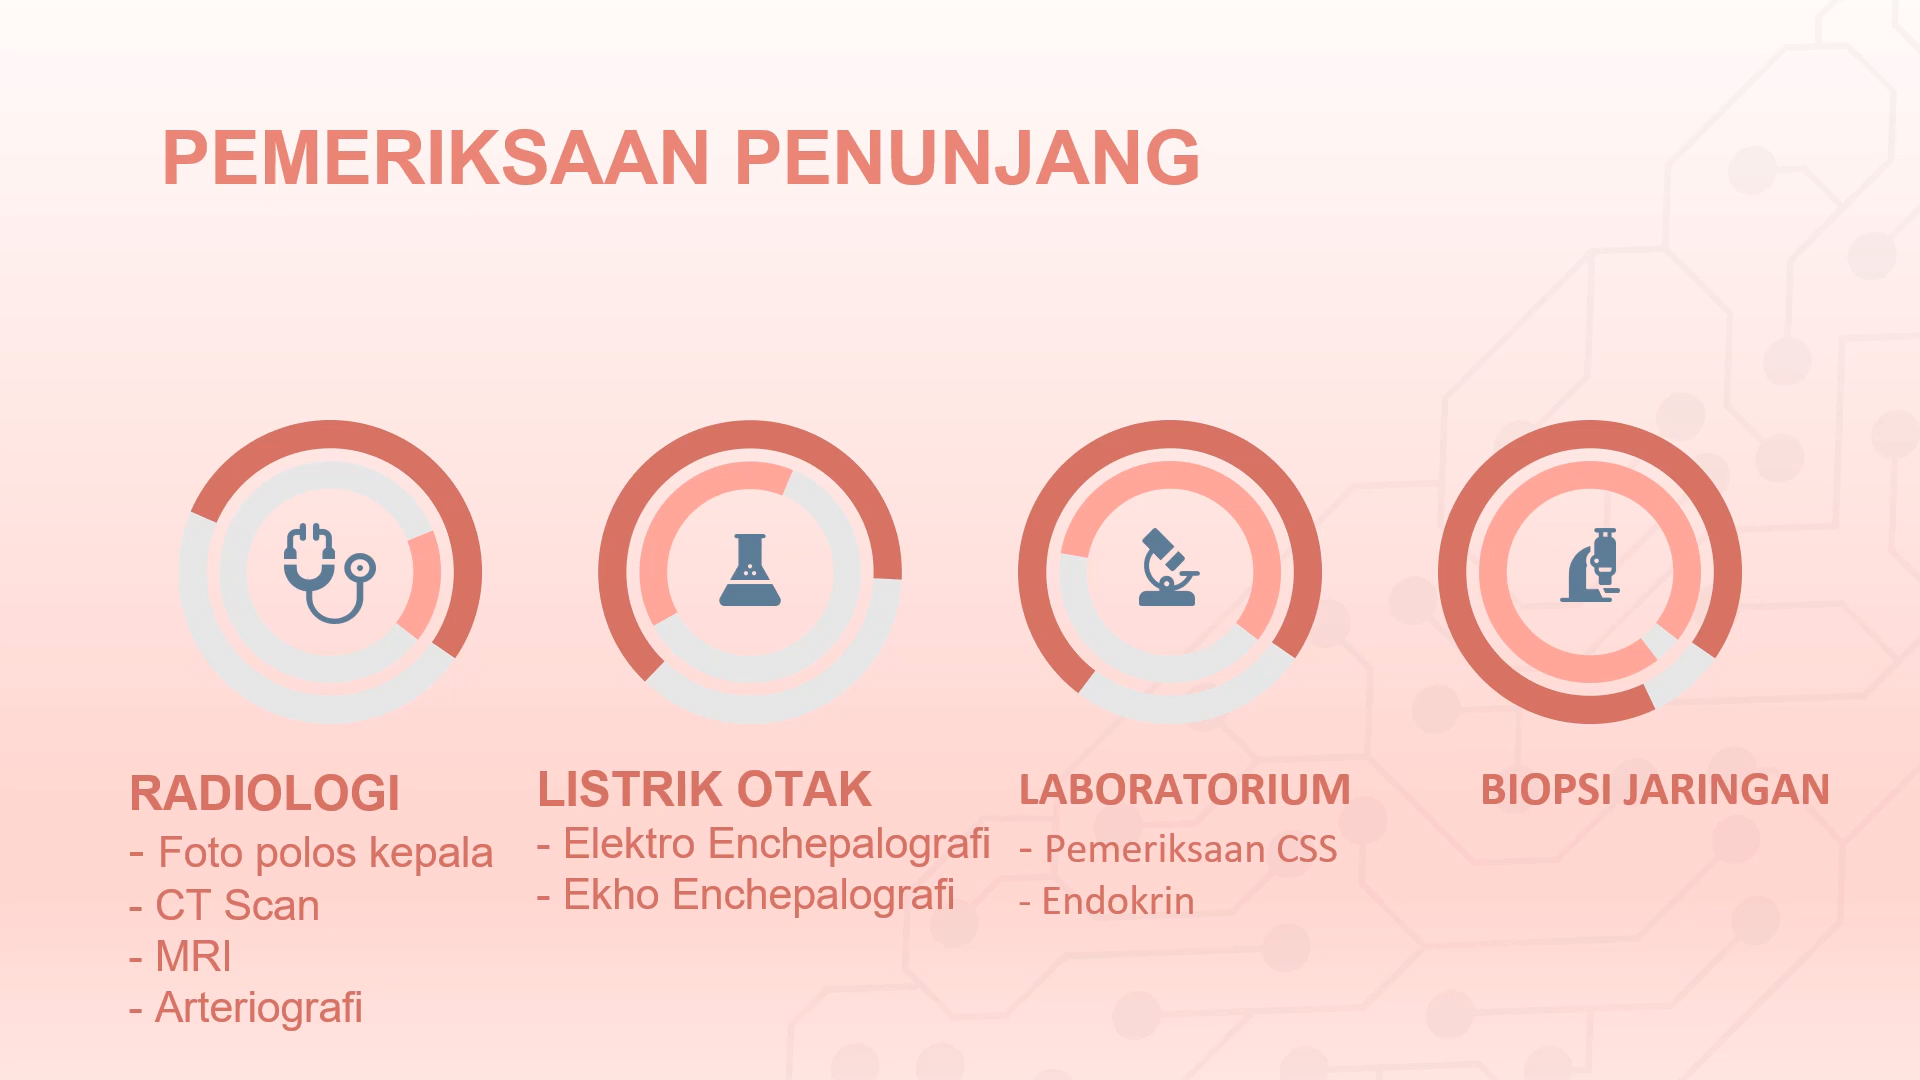 PEMERIKSAAN PENUNJANG
RADIOLOGI
- Foto polos kepala
- CT Scan
- MRI
- Arteriografi
LISTRIK OTAK
- Elektro Enchepalografi
- Ekho Enchepalografi
LABORATORIUM
- Pemeriksaan CSS
- Endokrin
BIOPSI JARINGAN